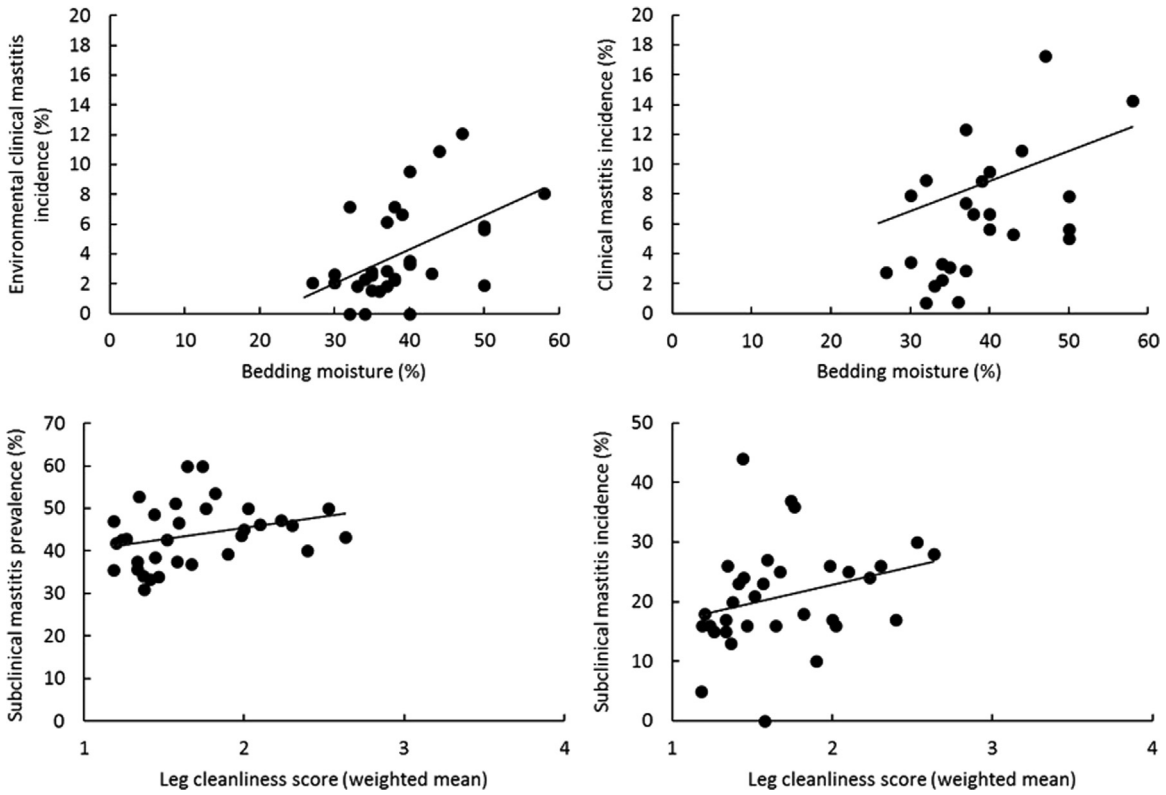 Environmental clinical mastitis
incidence (%)
20
18
16
14
12
10
8
6
4
2
0
0 10 20 30 40 50 60
Bedding moisture (%)
Clinical mastitis incidence (%)
20
18
16
14
12
10
8
6
4
2
0
0 10 20 30 40 50 60
Bedding moisture (%)
Subclinical mastitis prevalence (%)
70
60
50
40
30
20
10
0
1 2 3 4
Leg cleanliness score (weighted mean)
Subclinical mastitis incidence (%)
50
40
30
20
10
0
1 2 3 4
Leg cleanliness score (weighted mean)